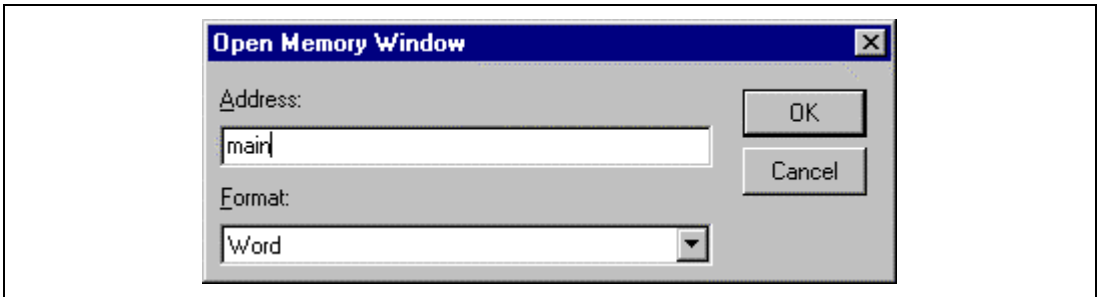 Open Memory Window
Address:
OK
main
Cancel
Format:
Word